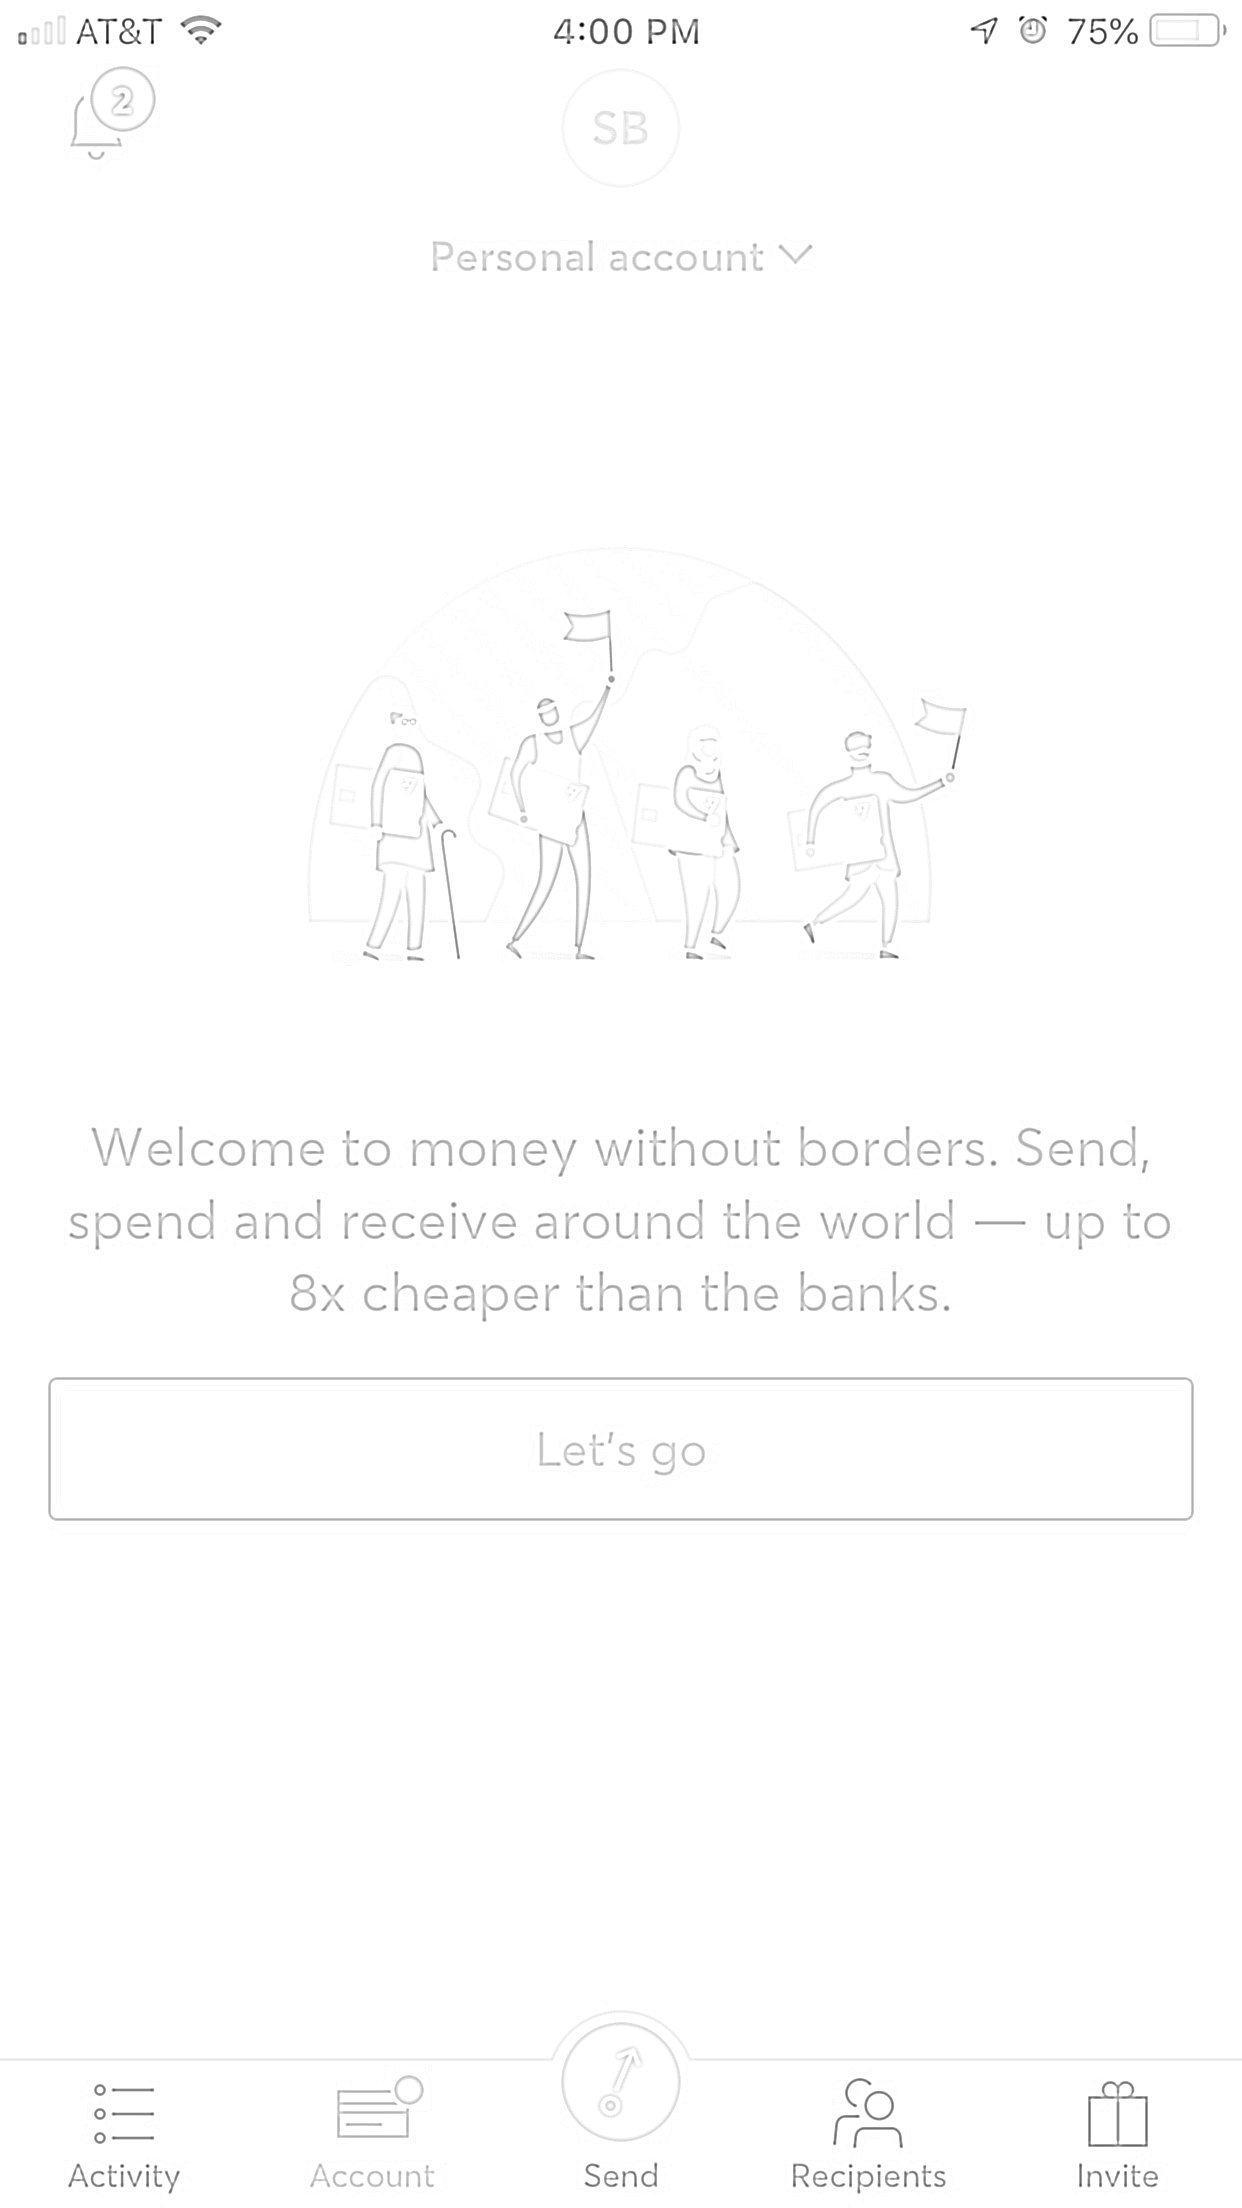 AT&T 4:00 PM 75%
2
SB
Personal account
Welcome to money without borders. Send,
spend and receive around the world — up to
8x cheaper than the banks.
Let's go
Activity Account Send Recipients Invite